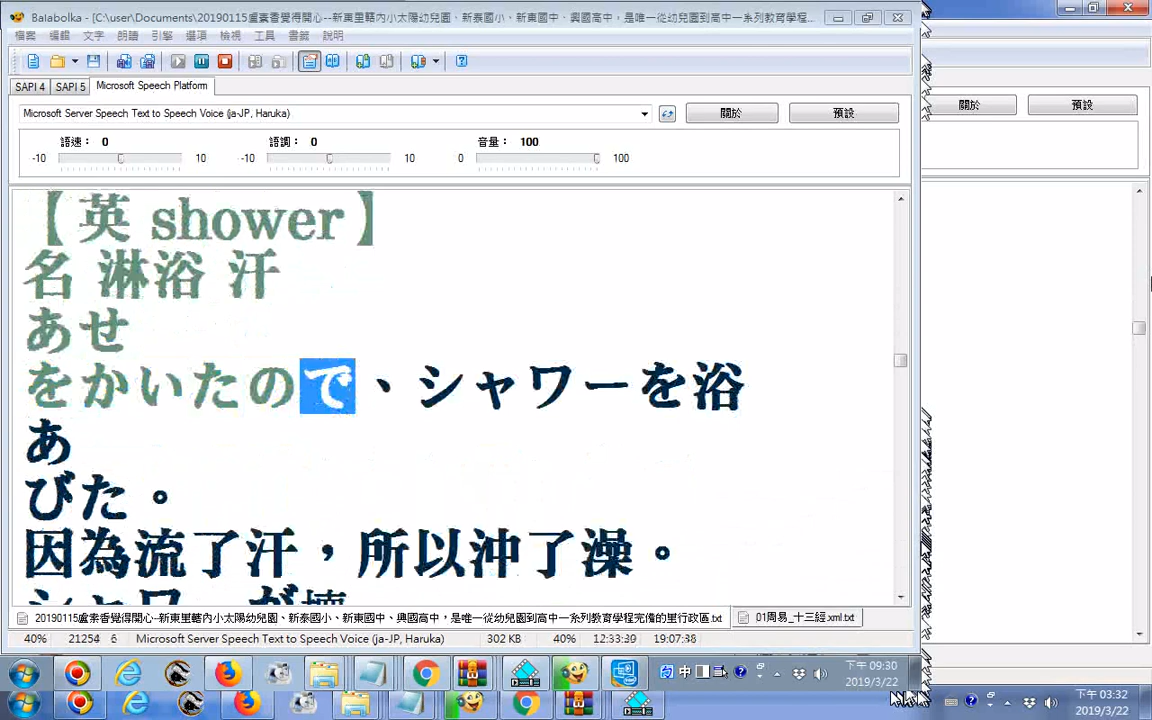 Balabolka - [C:\user\Documents\20190115盧素香覺得開心--新東里轄內小太陽幼兒園、新泰國小、新東國中、興國高中，是唯一從幼兒園到高中一系列教育學程...
檔案 編輯 文字 朗讀 引擎 選項 檢視 工具 書籤 說明
SAPI 4 SAPI 5 Microsoft Speech Platform
Microsoft Server Speech Text to Speech Voice (ja-JP, Haruka) 關於 預設 關於 預設
語速： 0 語調： 0 音量： 100
-10 10 -10 10 0 100
【英 shower】
名 淋浴 汗
あせ
をかいたので、シャワーを浴
あ
びた。
因為流了汗，所以沖了澡。
シャワーが壊
20190115盧素香覺得開心--新東里轄內小太陽幼兒園、新泰國小、新東國中、興國高中，是唯一從幼兒園到高中一系列教育學程完備的里行政區.txt 01周易_十三經.txt
40% 21254 6 Microsoft Server Speech Text to Speech Voice (ja-JP, Haruka) 302 KB 40% 12:33:39 19:07:38
中 下午 09:30
2019/3/22
下午 03:32
2019/3/22